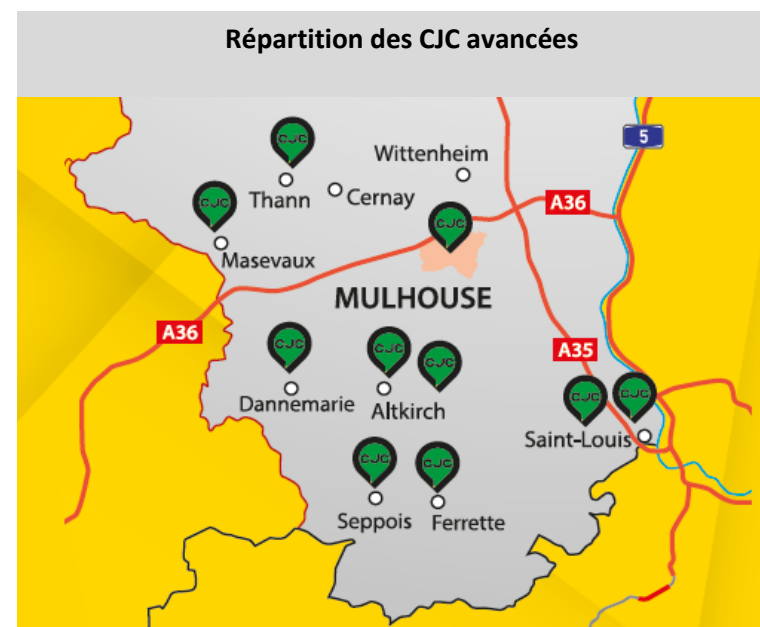 Répartition des CJC avancées
5
CJC
Wittenheim
Thann
Cernay
CJC
A36
CJC
Masevaux
MULHOUSE
A36
CJC
CJC
CJC
A35
Dannemarie
Altkirch
CJC
CJC
Saint-Louis
CJC
CJC
Seppois
Ferrette